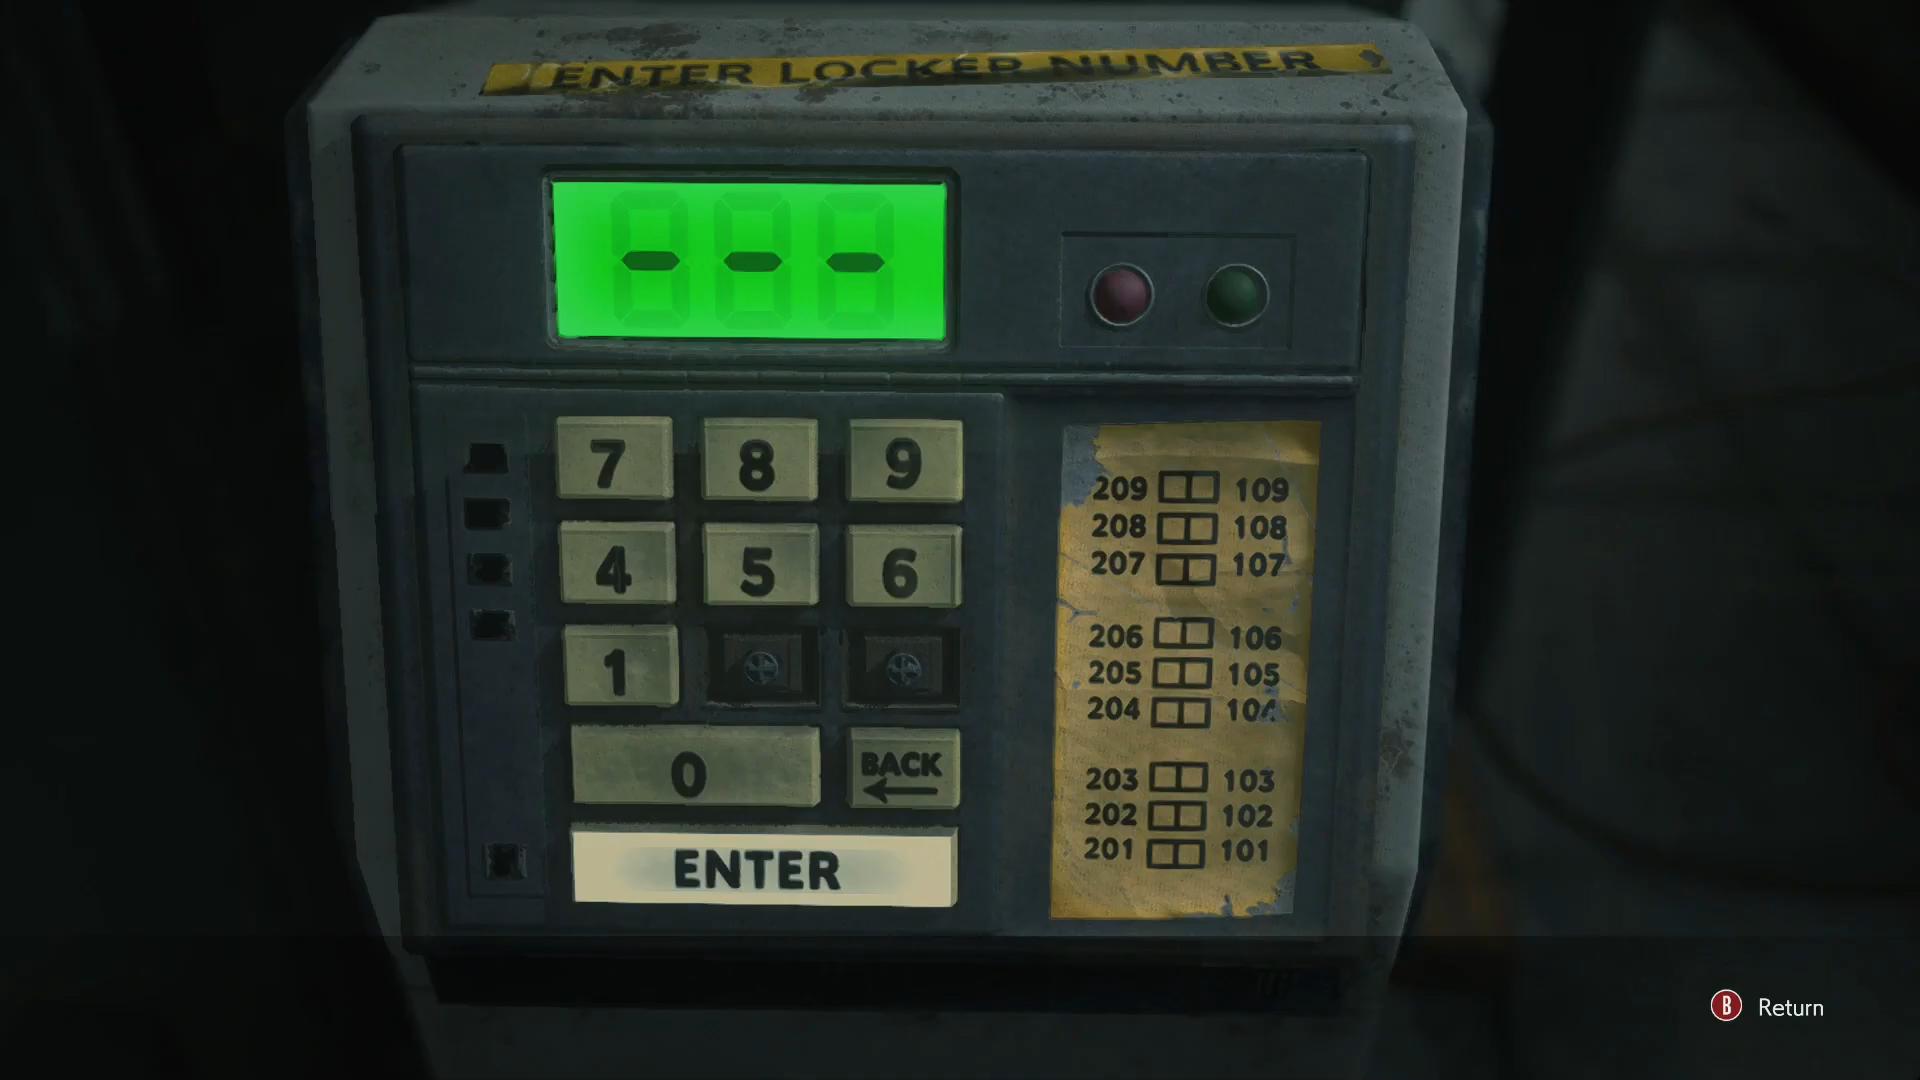 ENTER LOCKER NUMBER
- - -
7 8 9
4 5 6
1
0 BACK
ENTER
209 109
208 108
207 107
206 106
205 105
204 104
203 103
202 102
201 101
B Return